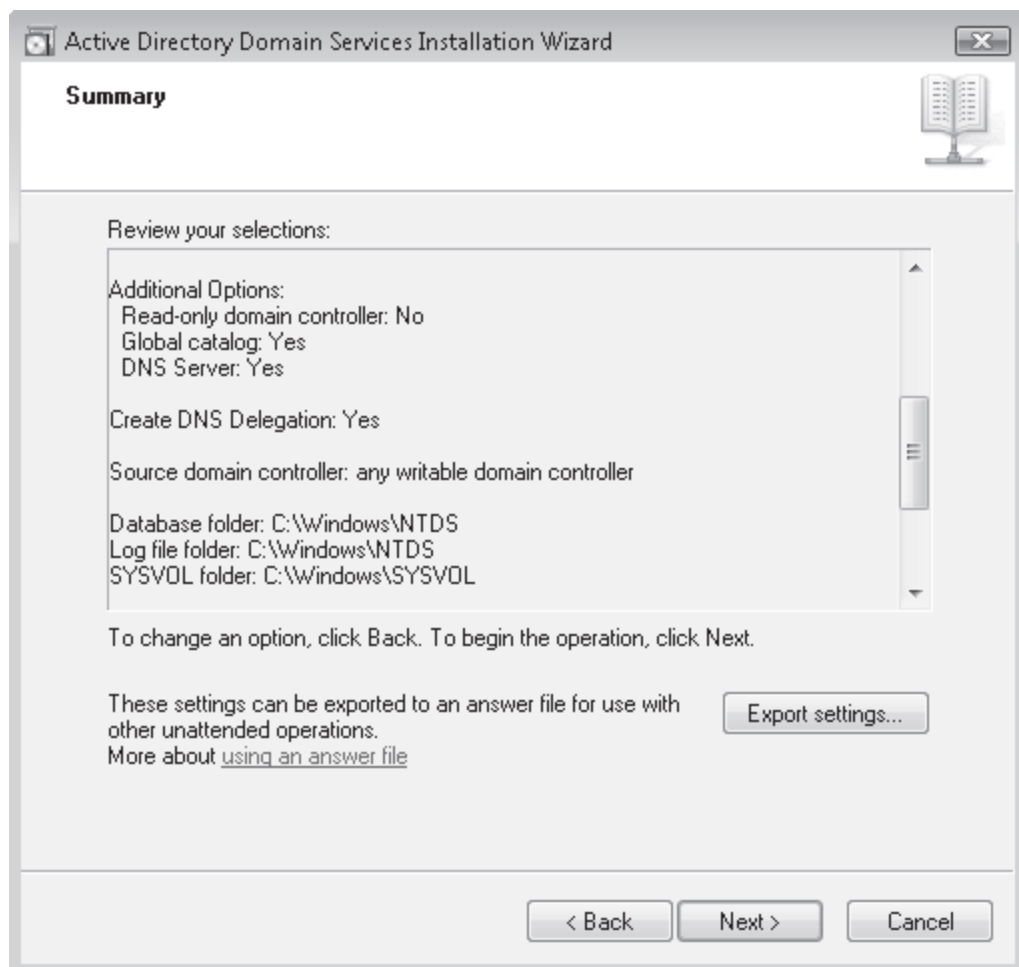 Active Directory Domain Services Installation Wizard
Summary
Review your selections:
Additional Options:
Read-only domain controller: No
Global catalog: Yes
DNS Server: Yes
Create DNS Delegation: Yes
Source domain controller: any writable domain controller
Database folder: C:\Windows\NTDS
Log file folder: C:\Windows\NTDS
SYSVOL folder: C:\Windows\SYSVOL
To change an option, click Back. To begin the operation, click Next.
These settings can be exported to an answer file for use with
other unattended operations.
More about using an answer file
Export settings...
< Back
Next >
Cancel